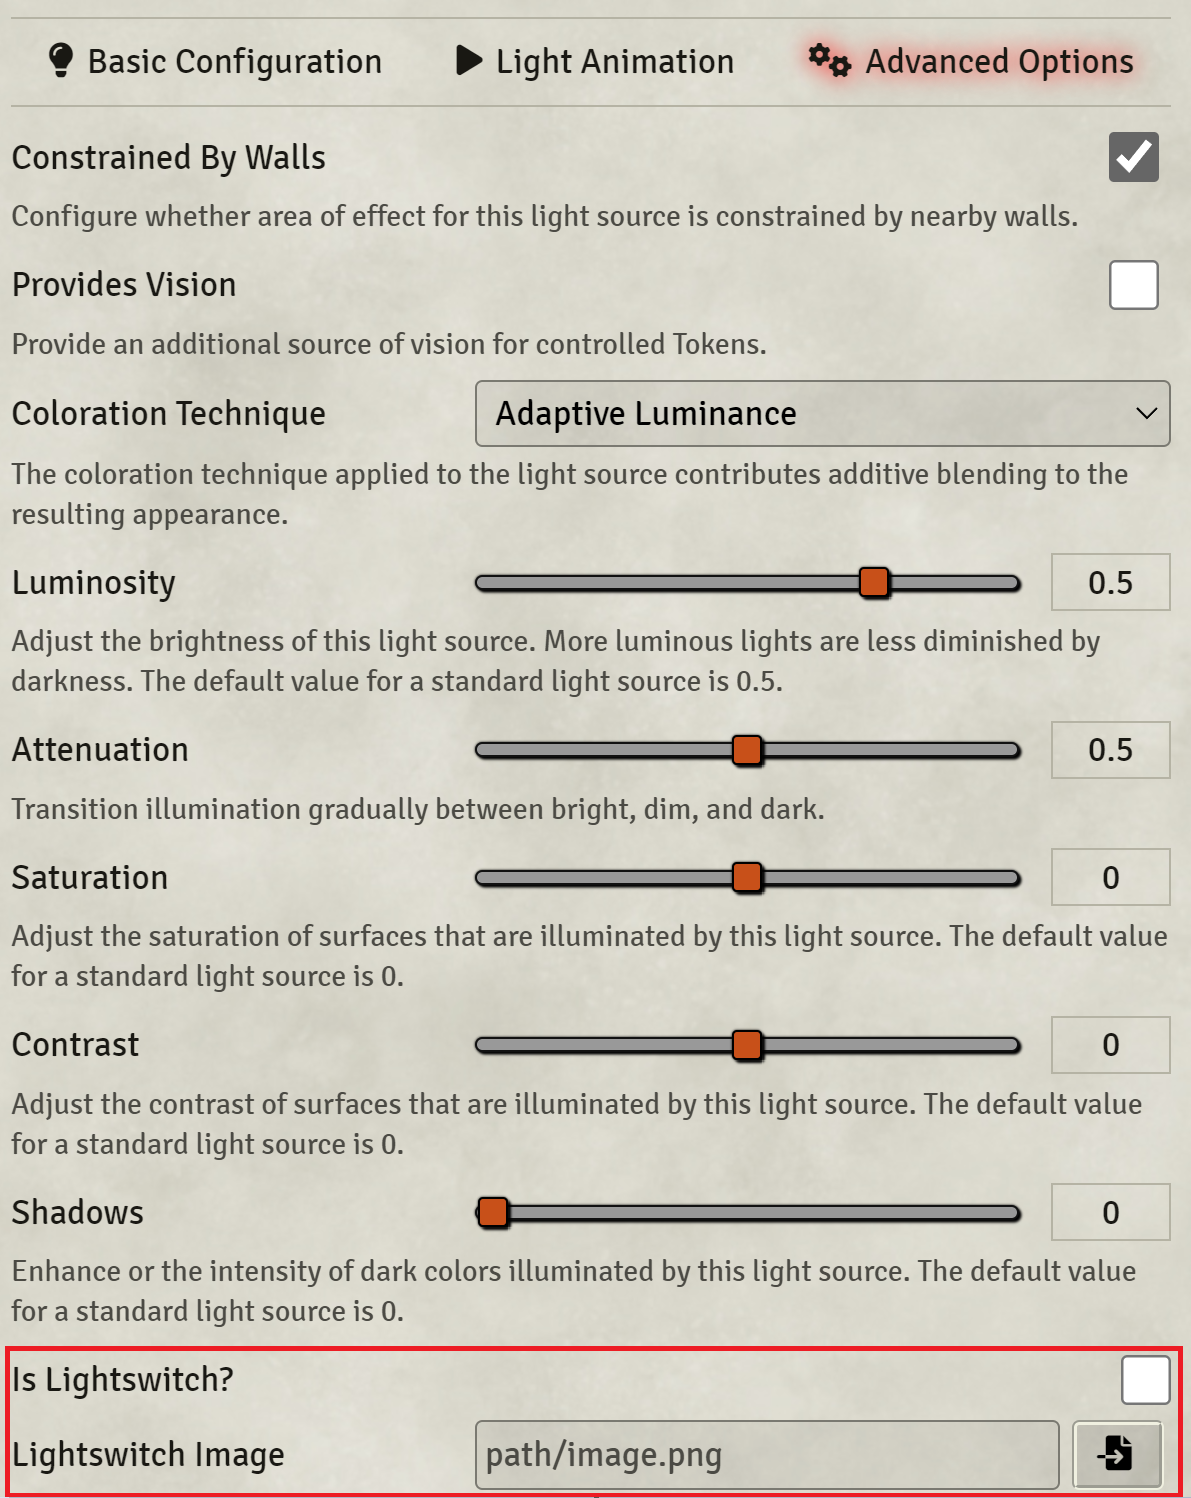 Basic Configuration Light Animation Advanced Options
Constrained By Walls
Configure whether area of effect for this light source is constrained by nearby walls.
Provides Vision
Provide an additional source of vision for controlled Tokens.
Coloration Technique Adaptive Luminance
The coloration technique applied to the light source contributes additive blending to the
resulting appearance.
Luminosity 0.5
Adjust the brightness of this light source. More luminous lights are less diminished by
darkness. The default value for a standard light source is 0.5.
Attenuation 0.5
Transition illumination gradually between bright, dim, and dark.
Saturation 0
Adjust the saturation of surfaces that are illuminated by this light source. The default value
for a standard light source is 0.
Contrast 0
Adjust the contrast of surfaces that are illuminated by this light source. The default value
for a standard light source is 0.
Shadows 0
Enhance or the intensity of dark colors illuminated by this light source. The default value
for a standard light source is 0.
Is Lightswitch?
Lightswitch Image path/image.png